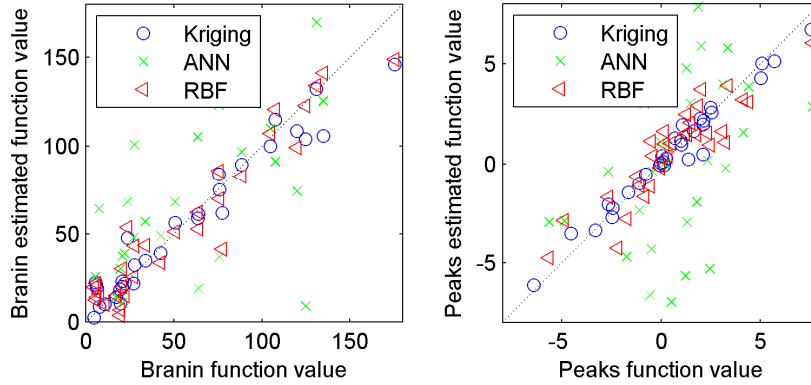 Kriging
ANN
RBF
Branin estimated function value
150
100
50
0
0 50 100 150
Branin function value
Kriging
ANN
RBF
Peaks estimated function value
5
0
-5
-5 0 5
Peaks function value